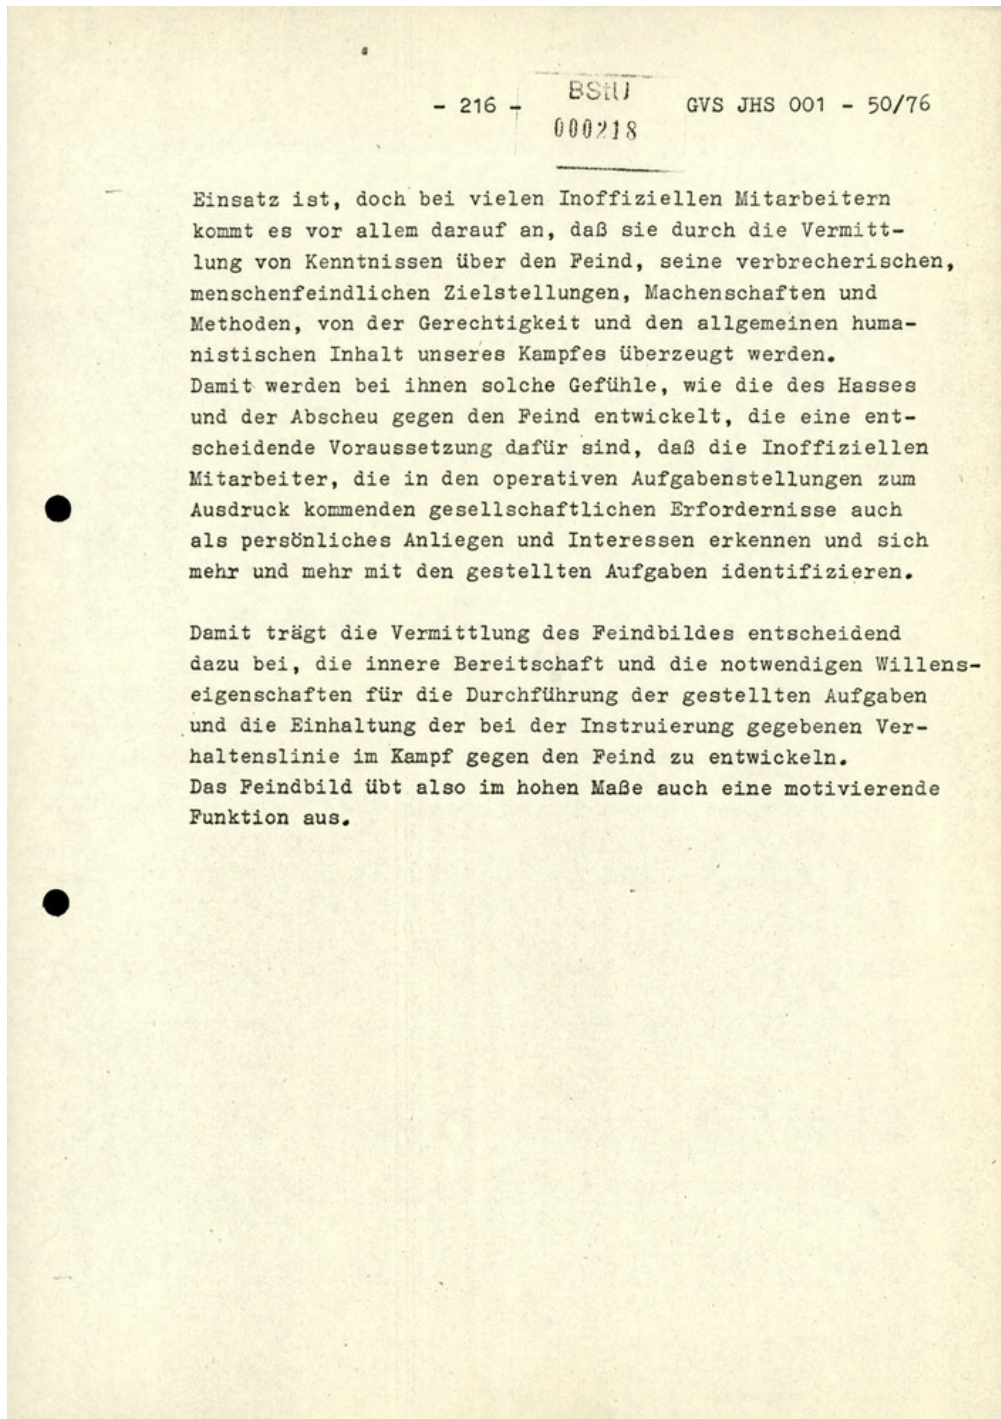 - 216 -
BStU
000218
GVS JHS 001 - 50/76
Einsatz ist, doch bei vielen Inoffiziellen Mitarbeitern
kommt es vor allem darauf an, daß sie durch die Vermitt-
lung von Kenntnissen über den Feind, seine verbrecherischen,
menschenfeindlichen Zielstellungen, Machenschaften und
Methoden, von der Gerechtigkeit und den allgemeinen huma-
nistischen Inhalt unseres Kampfes überzeugt werden.
Damit werden bei ihnen solche Gefühle, wie die des Hasses
und der Abscheu gegen den Feind entwickelt, die eine ent-
scheidende Voraussetzung dafür sind, daß die Inoffiziellen
Mitarbeiter, die in den operativen Aufgabenstellungen zum
Ausdruck kommenden gesellschaftlichen Erfordernisse auch
als persönliches Anliegen und Interessen erkennen und sich
mehr und mehr mit den gestellten Aufgaben identifizieren.
Damit trägt die Vermittlung des Feindbildes entscheidend
dazu bei, die innere Bereitschaft und die notwendigen Willens-
eigenschaften für die Durchführung der gestellten Aufgaben
und die Einhaltung der bei der Instruierung gegebenen Ver-
haltenslinie im Kampf gegen den Feind zu entwickeln.
Das Feindbild übt also im hohen Maße auch eine motivierende
Funktion aus.